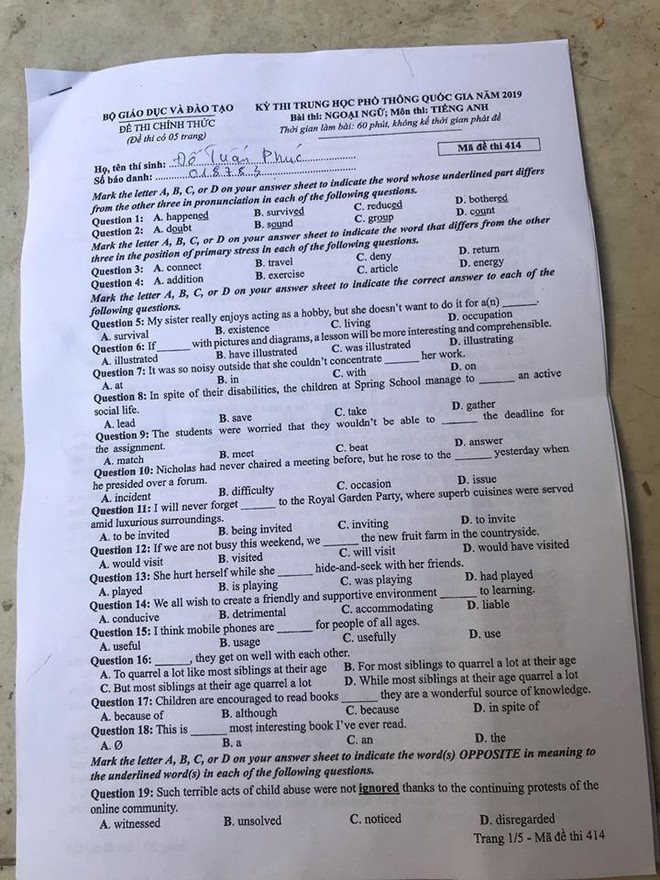 BỘ GIÁO DỤC VÀ ĐÀO TẠO KỲ THI TRUNG HỌC PHỔ THÔNG QUỐC GIA NĂM 2019
ĐỀ THI CHÍNH THỨC Bài thi: NGOẠI NGỮ; Môn thi: TIẾNG ANH
(Đề thi có 05 trang) Thời gian làm bài: 60 phút, không kể thời gian phát đề
Mã đề thi 414
Họ, tên thí sinh: Đỗ Tuấn Phúc
Số báo danh: 018783
Mark the letter A, B, C, or D on your answer sheet to indicate the word whose underlined part differs
from the other three in pronunciation in each of the following questions.
Question 1: A. happened B. survived C. reduced D. bothered
Question 2: A. doubt B. sound C. group D. count
Mark the letter A, B, C, or D on your answer sheet to indicate the word that differs from the other
three in the position of primary stress in each of the following questions.
Question 3: A. connect B. travel C. deny D. return
Question 4: A. addition B. exercise C. article D. energy
Mark the letter A, B, C, or D on your answer sheet to indicate the correct answer to each of the
following questions.
Question 5: My sister really enjoys acting as a hobby, but she doesn't want to do it for a(n) ______.
A. survival B. existence C. living D. occupation
Question 6: If ______ with pictures and diagrams, a lesson will be more interesting and comprehensible.
A. illustrated B. have illustrated C. was illustrated D. illustrating
Question 7: It was so noisy outside that she couldn't concentrate ______ her work.
A. at B. in C. with D. on
Question 8: In spite of their disabilities, the children at Spring School manage to ______ an active
social life.
A. lead B. save C. take D. gather
Question 9: The students were worried that they wouldn't be able to ______ the deadline for
the assignment.
A. match B. meet C. beat D. answer
Question 10: Nicholas had never chaired a meeting before, but he rose to the ______ yesterday when
he presided over a forum.
A. incident B. difficulty C. occasion D. issue
Question 11: I will never forget ______ to the Royal Garden Party, where superb cuisines were served
amid luxurious surroundings.
A. to be invited B. being invited C. inviting D. to invite
Question 12: If we are not busy this weekend, we ______ the new fruit farm in the countryside.
A. would visit B. visited C. will visit D. would have visited
Question 13: She hurt herself while she ______ hide-and-seek with her friends.
A. played B. is playing C. was playing D. had played
Question 14: We all wish to create a friendly and supportive environment ______ to learning.
A. conducive B. detrimental C. accommodating D. liable
Question 15: I think mobile phones are ______ for people of all ages.
A. useful B. usage C. usefully D. use
Question 16: ______, they get on well with each other.
A. To quarrel a lot like most siblings at their age B. For most siblings to quarrel a lot at their age
C. But most siblings at their age quarrel a lot D. While most siblings at their age quarrel a lot
Question 17: Children are encouraged to read books ______ they are a wonderful source of knowledge.
A. because of B. although C. because D. in spite of
Question 18: This is ______ most interesting book I've ever read.
A. Ø B. a C. an D. the
Mark the letter A, B, C, or D on your answer sheet to indicate the word(s) OPPOSITE in meaning to
the underlined word(s) in each of the following questions.
Question 19: Such terrible acts of child abuse were not ignored thanks to the continuing protests of the
online community.
A. witnessed B. unsolved C. noticed D. disregarded
Trang 1/5 - Mã đề thi 414